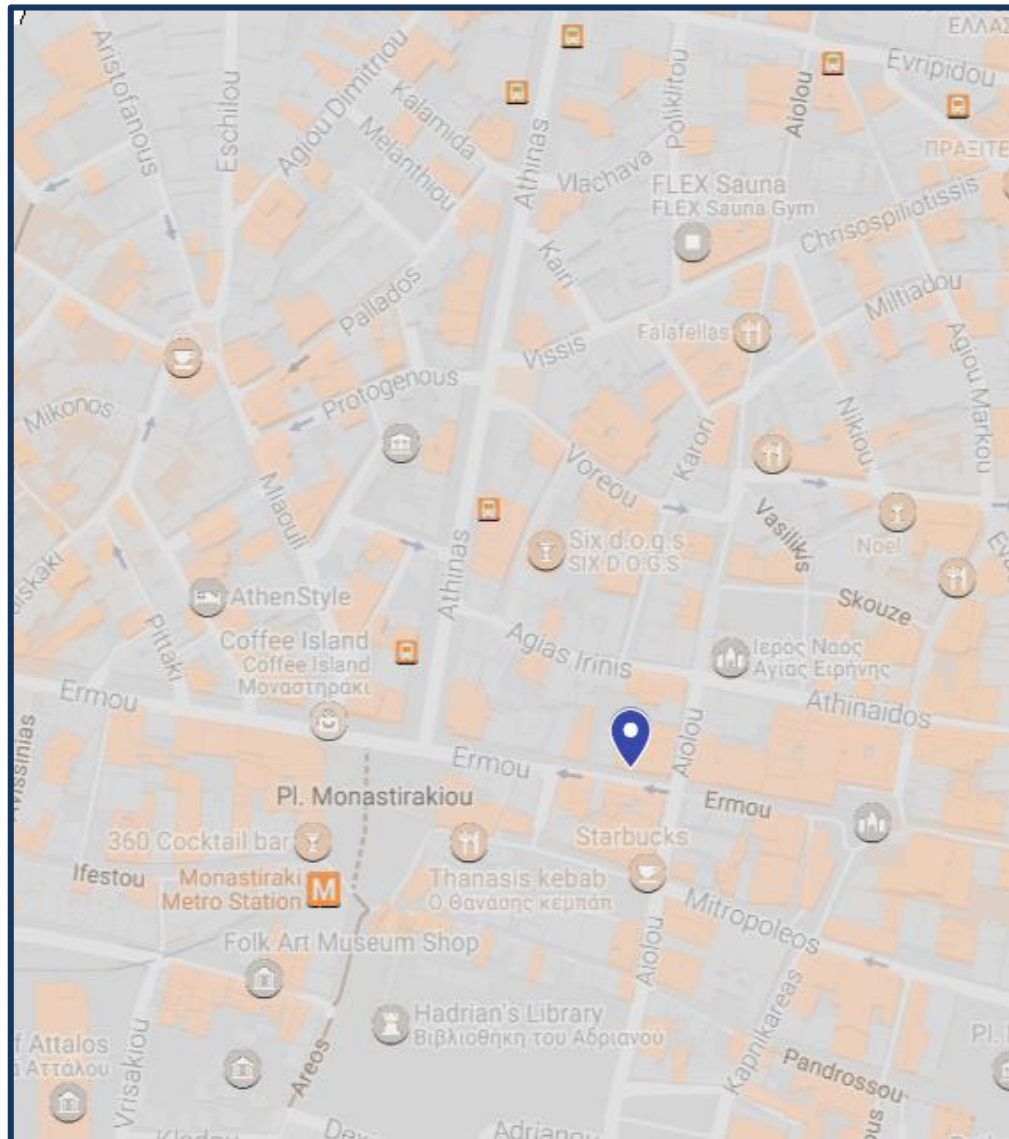 ΕΛΛΑΣ
Evripidou
Aristofanous
Eschilou
Agiou Dimitriou
Kalamida
Melanthiou
Athinas
Polikitou
Aiolou
Vlachava
ΠΡΑΞΙΤΕ
FLEX Sauna
FLEX Sauna Gym
Chrisospiliotissis
Kairi
Miltiadou
Pallados
Vissis
Falafellas
Agiou Markou
Protogenous
Mikonos
Nikiou
Karori
Voreou
Miaouli
Vasilikis
Six d.o.g.s
SIX D.O.G.S
Noel
Athinas
Skouze
AthenStyle
Pittaki
Agias Irinis
Ιερός Ναός
Αγίας Ειρήνης
Coffee Island
Coffee Island
Μοναστηράκι
Athinaidos
Ermou
Aiolou
Ermou
Ermou
Pl. Monastirakiou
360 Cocktail bar
Starbucks
Ifestou
Monastiraki
Metro Station
M
Thanasis kebab
Ο Θανάσης κεμπάπ
Mitropoleos
Folk Art Museum Shop
Aiolou
Hadrian's Library
Βιβλιοθήκη του Αδριανού
Kapnikareas
f Attalos
Αττάλου
Vrisakiou
Areos
Pandrossou
Adrianou